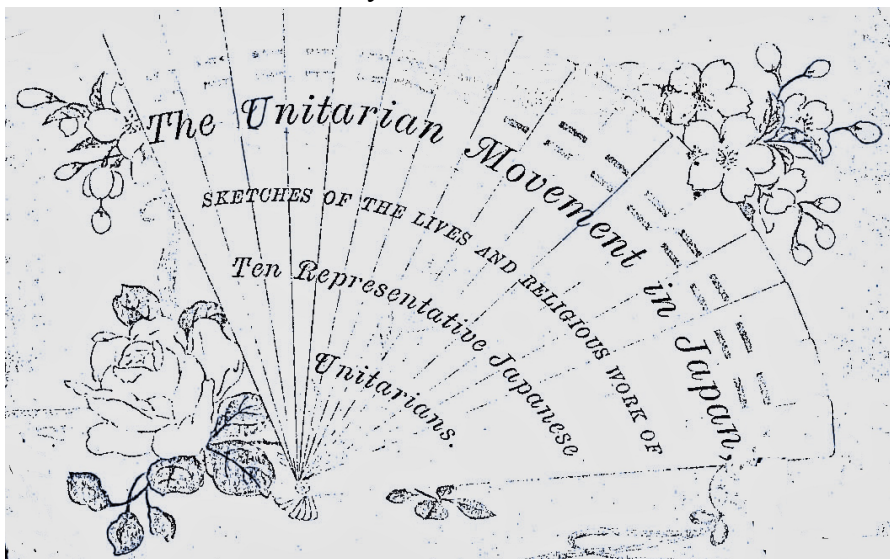 The Unitarian Movement in Japan,
SKETCHES OF THE LIVES AND RELIGIOUS WORK OF
Ten Representative Japanese
Unitarians.